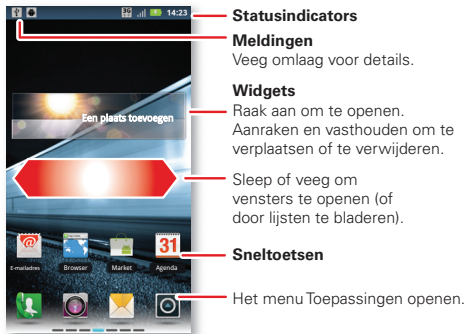 3G
14:23
Statusindicators
Meldingen
Veeg omlaag voor details.
Widgets
Raak aan om te openen.
Aanraken en vasthouden om te
verplaatsen of te verwijderen.
Een plaats toevoegen
Sleep of veeg om
vensters te openen (of
door lijsten te bladeren).
31
E-mailadres
Browser
Market
Agenda
Sneltoetsen
Het menu Toepassingen openen.